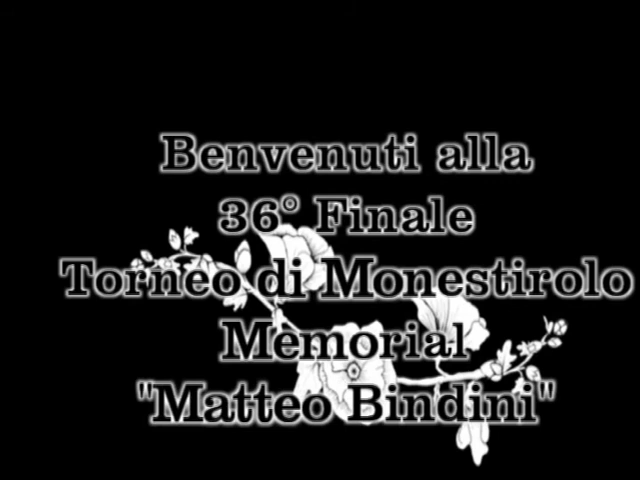 Benvenuti alla
36° Finale
Torneo di Monestirolo
Memorial
"Matteo Bindini"